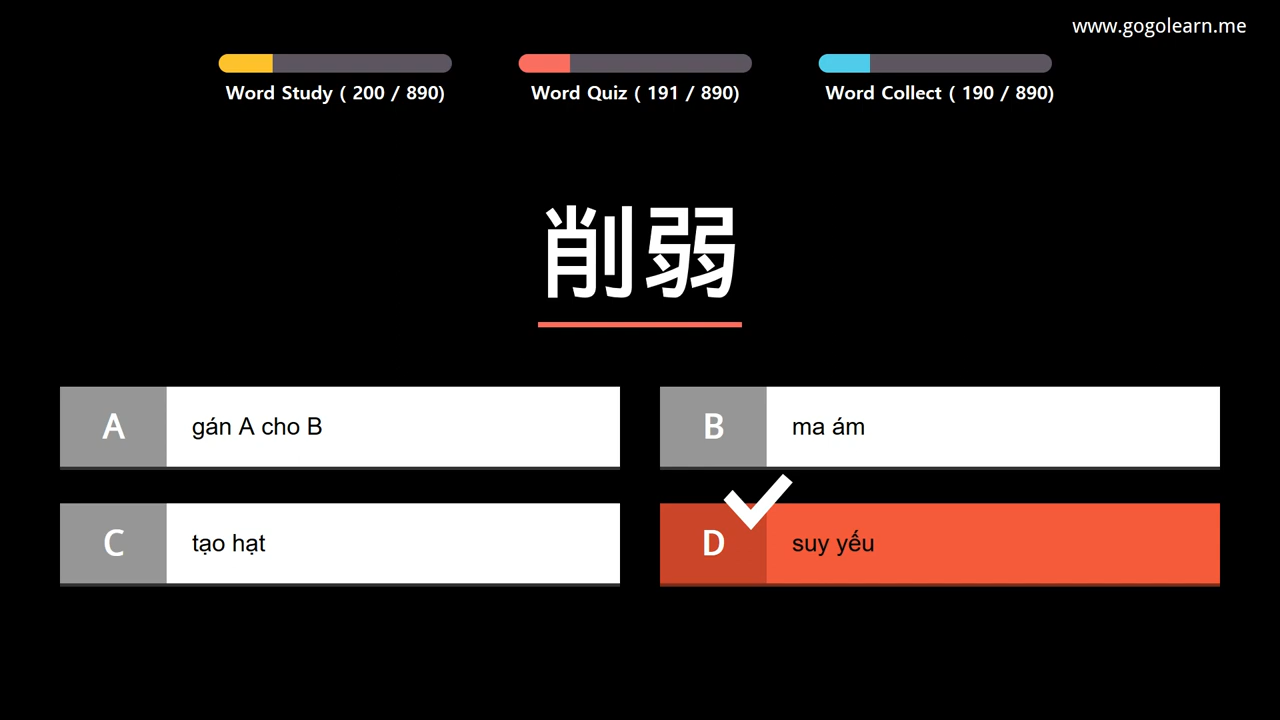 www.gogolearn.me
Word Study ( 200 / 890)
Word Quiz ( 191 / 890)
Word Collect ( 190 / 890)
削弱
A gán A cho B
B ma ám
C tạo hạt
D suy yếu